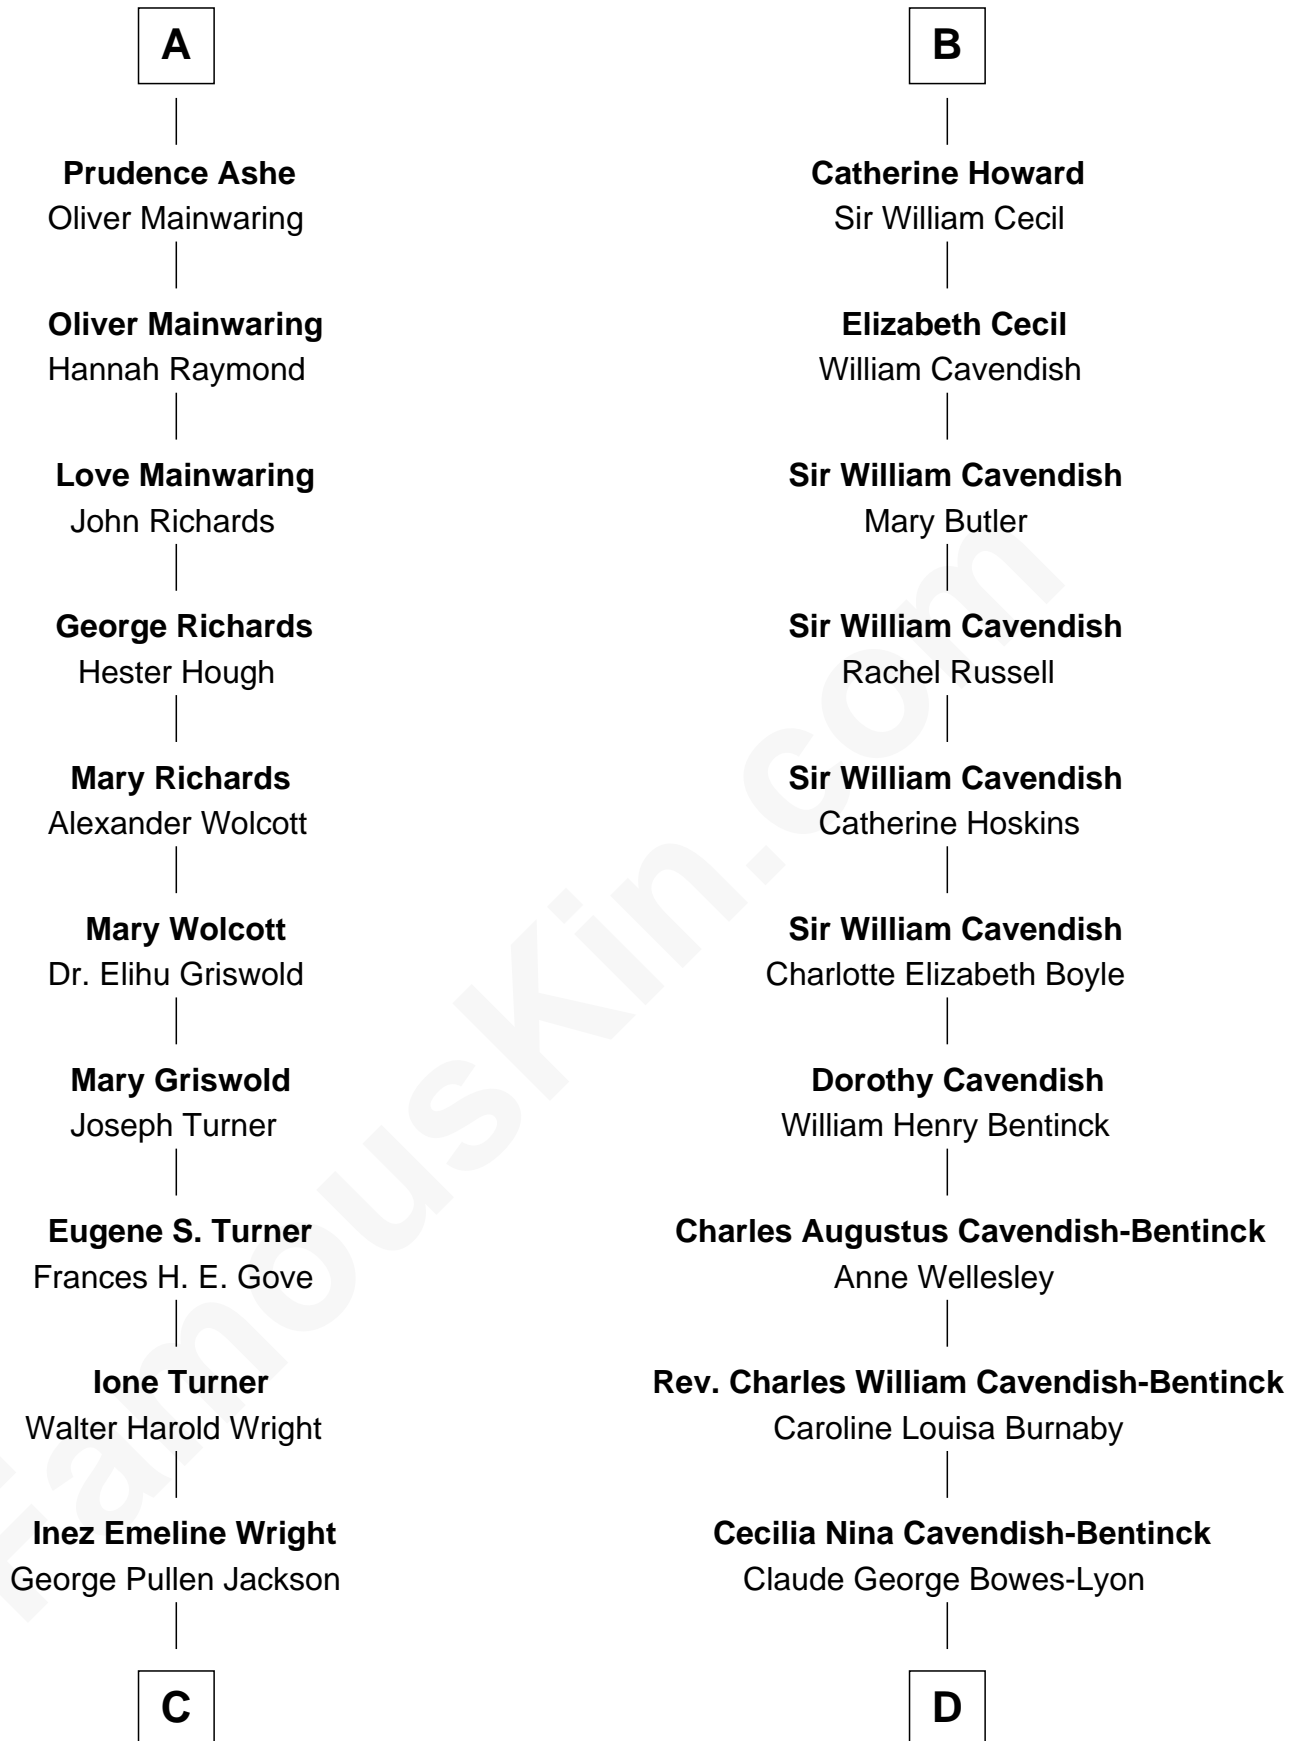 A
Prudence Ashe
Oliver Mainwaring
Oliver Mainwaring
Hannah Raymond
Love Mainwaring
John Richards
George Richards
Hester Hough
Mary Richards
Alexander Wolcott
Mary Wolcott
Dr. Elihu Griswold
Mary Griswold
Joseph Turner
Eugene S. Turner
Frances H. E. Gove
Ione Turner
Walter Harold Wright
Inez Emeline Wright
George Pullen Jackson
C
B
Catherine Howard
Sir William Cecil
Elizabeth Cecil
William Cavendish
Sir William Cavendish
Mary Butler
Sir William Cavendish
Rachel Russell
Sir William Cavendish
Catherine Hoskins
Sir William Cavendish
Charlotte Elizabeth Boyle
Dorothy Cavendish
William Henry Bentinck
Charles Augustus Cavendish-Bentinck
Anne Wellesley
Rev. Charles William Cavendish-Bentinck
Caroline Louisa Burnaby
Cecilia Nina Cavendish-Bentinck
Claude George Bowes-Lyon
D
FamousKin.com